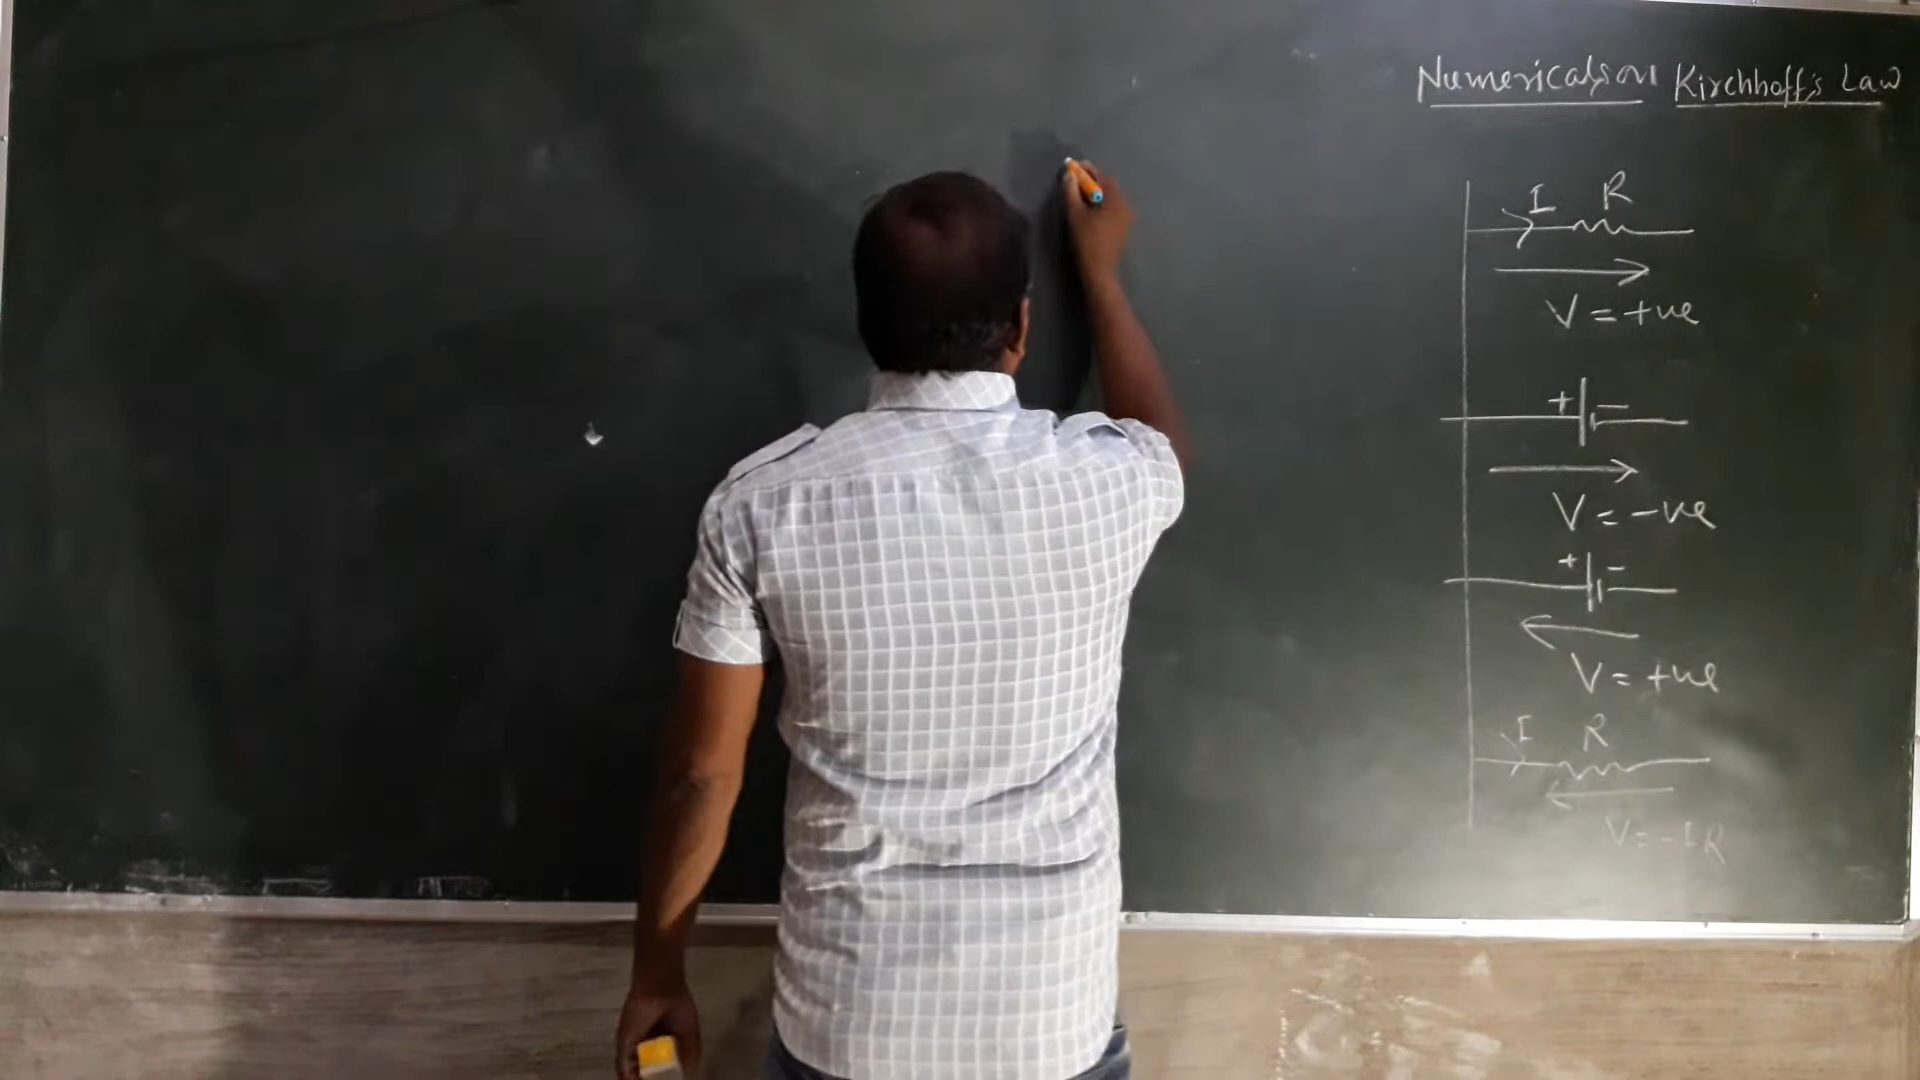 Numericals on Kirchhoff's Law
I R
V = +ve
+ -
V = -ve
+ -
V = +ve
I R
V = -IR